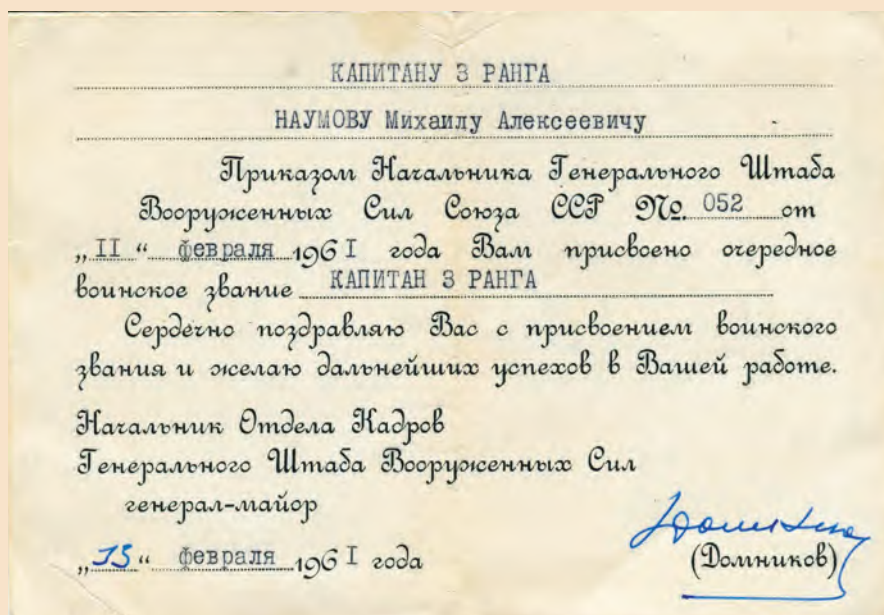 КАПИТАНУ 3 РАНГА
НАУМОВУ Михаилу Алексеевичу
Приказом Начальника Генерального Штаба
Вооруженных Сил Союза ССР № 052 от
„II“ февраля 196I года Вам присвоено очередное
воинское звание КАПИТАН 3 РАНГА
Сердечно поздравляю Вас с присвоением воинского
звания и желаю дальнейших успехов в Вашей работе.
Начальник Отдела Кадров
Генерального Штаба Вооруженных Сил
генерал-майор
„15“ февраля 196I года
(Домников)